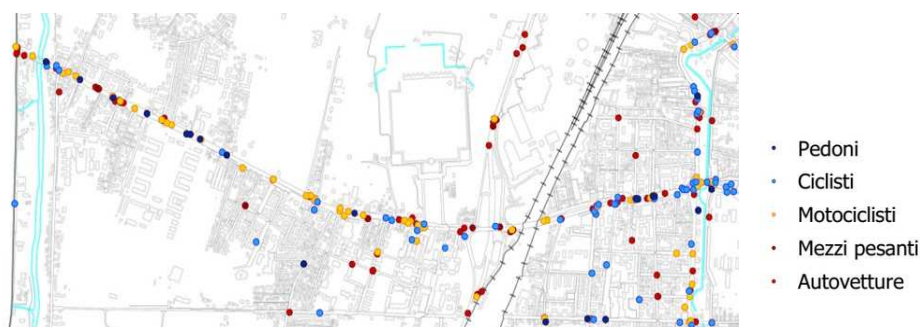 Pedoni
Ciclisti
Motociclisti
Mezzi pesanti
Autovetture